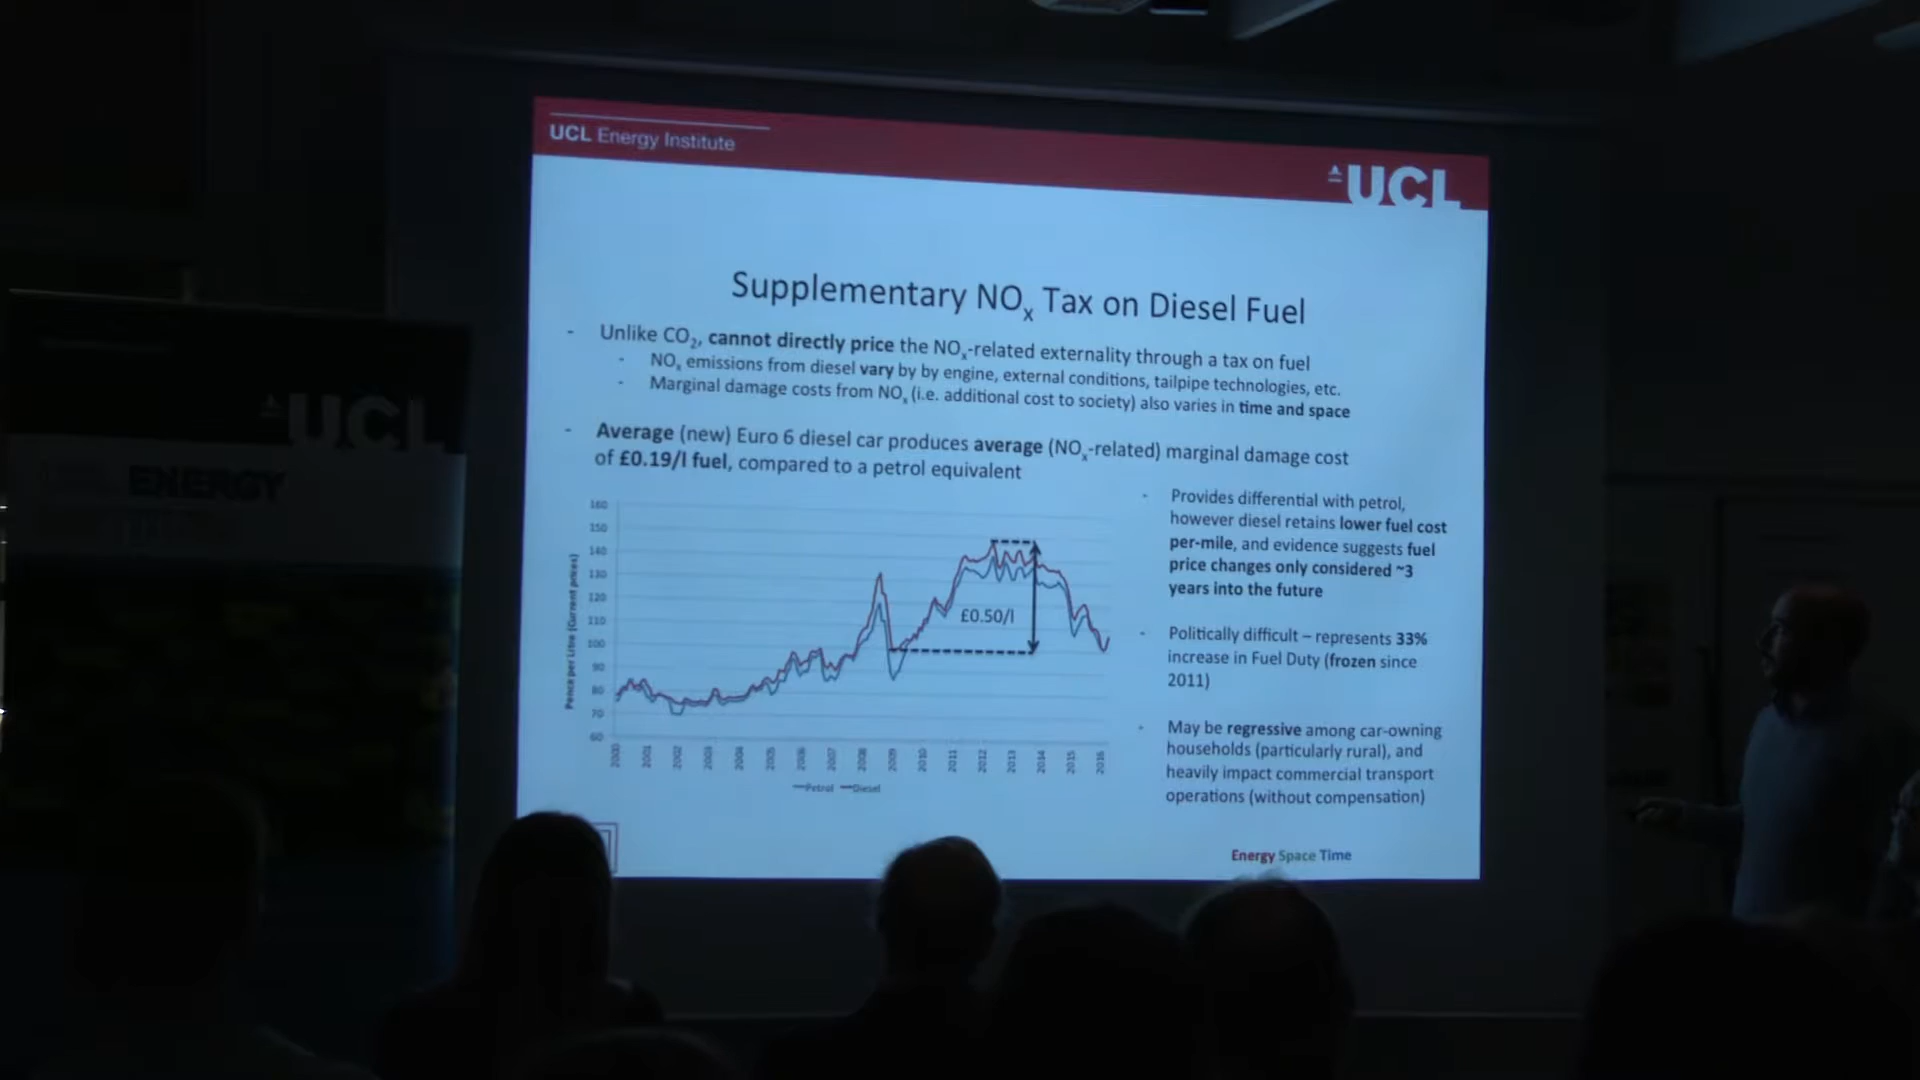 UCL Energy Institute
UCL
Supplementary NOx Tax on Diesel Fuel
- Unlike CO2, cannot directly price the NOx-related externality through a tax on fuel
- NOx emissions from diesel vary by by engine, external conditions, tailpipe technologies, etc.
- Marginal damage costs from NOx (i.e. additional cost to society) also varies in time and space
- Average (new) Euro 6 diesel car produces average (NOx-related) marginal damage cost
of £0.19/l fuel, compared to a petrol equivalent
Pence per Litre (Current prices)
160
150
140
130
120
110
100
90
80
70
60
£0.50/l
2000 2001 2002 2003 2004 2005 2006 2007 2008 2009 2010 2011 2012 2013 2014 2015 2016
Petrol Diesel
- Provides differential with petrol,
however diesel retains lower fuel cost
per-mile, and evidence suggests fuel
price changes only considered ~3
years into the future
- Politically difficult – represents 33%
increase in Fuel Duty (frozen since
2011)
- May be regressive among car-owning
households (particularly rural), and
heavily impact commercial transport
operations (without compensation)
Energy Space Time
UCL
ENERGY